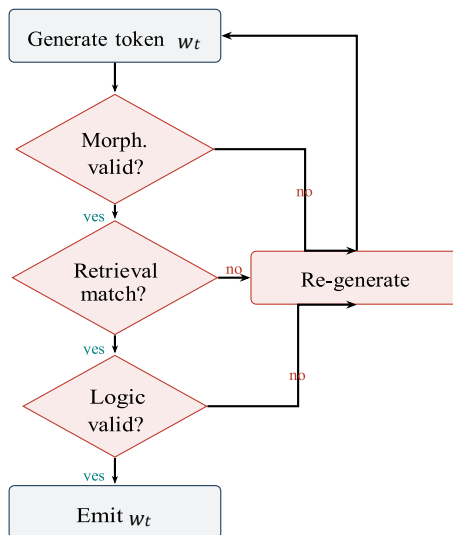 Generate token w_t
Morph.
valid?
no
yes
Retrieval
match?
no
Re-generate
yes
Logic
valid?
no
yes
Emit w_t